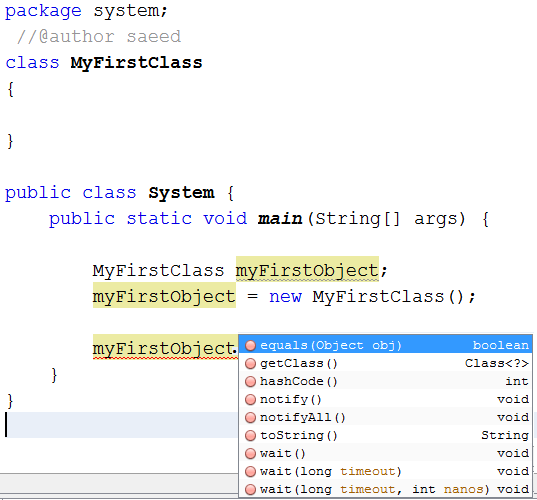 package system;
//@author saeed
class MyFirstClass
{
}
public class System {
public static void main(String[] args) {
MyFirstClass myFirstObject;
myFirstObject = new MyFirstClass();
myFirstObject.
equals(Object obj) boolean
getClass() Class<?>
hashCode() int
notify() void
notifyAll() void
toString() String
wait() void
wait(long timeout) void
wait(long timeout, int nanos) void
}
}